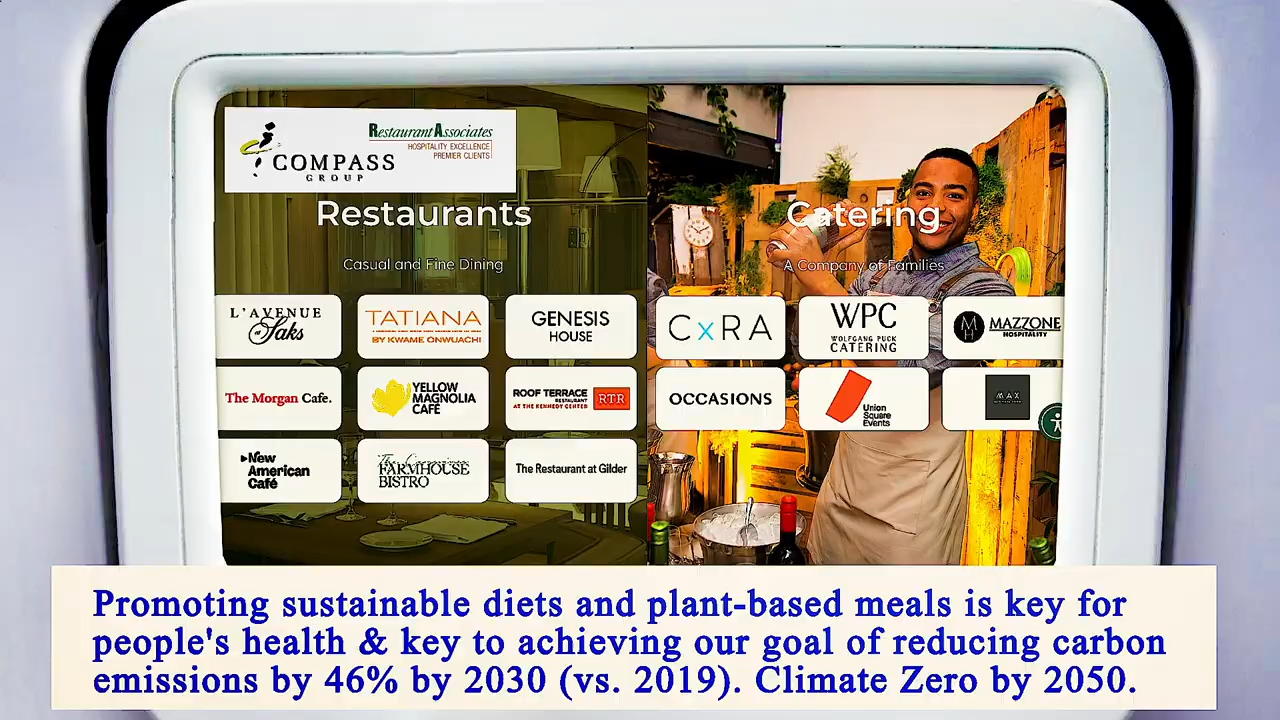 COMPASS
GROUP
Restaurant Associates
HOSPITALITY EXCELLENCE
PREMIER CLIENTS
Restaurants
Casual and Fine Dining
L'AVENUE
Saks
TATIANA
BY KWAME ONWUACHI
GENESIS
HOUSE
The Morgan Cafe.
YELLOW
MAGNOLIA
CAFÉ
ROOF TERRACE
RESTAURANT
AT THE KENNEDY CENTER
RTR
New
American
Café
FARMHOUSE
BISTRO
The Restaurant at Gilder
Catering
A Company of Families
CxRA
WPC
WOLFGANG PUCK
CATERING
MH
MAZZONE
HOSPITALITY
OCCASIONS
Union
Square
Events
MAX
Promoting sustainable diets and plant-based meals is key for
people's health & key to achieving our goal of reducing carbon
emissions by 46% by 2030 (vs. 2019). Climate Zero by 2050.